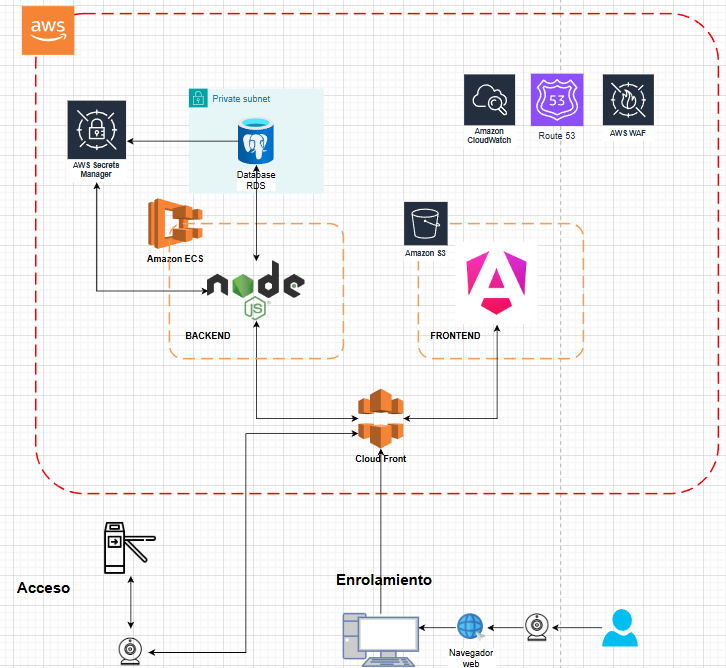 aws
Private subnet
Amazon
CloudWatch
53
Route 53
AWS WAF
AWS Secrets
Manager
Database
RDS
Amazon ECS
Amazon S3
node
JS
BACKEND
FRONTEND
Cloud Front
Acceso
Enrolamiento
Navegador
web